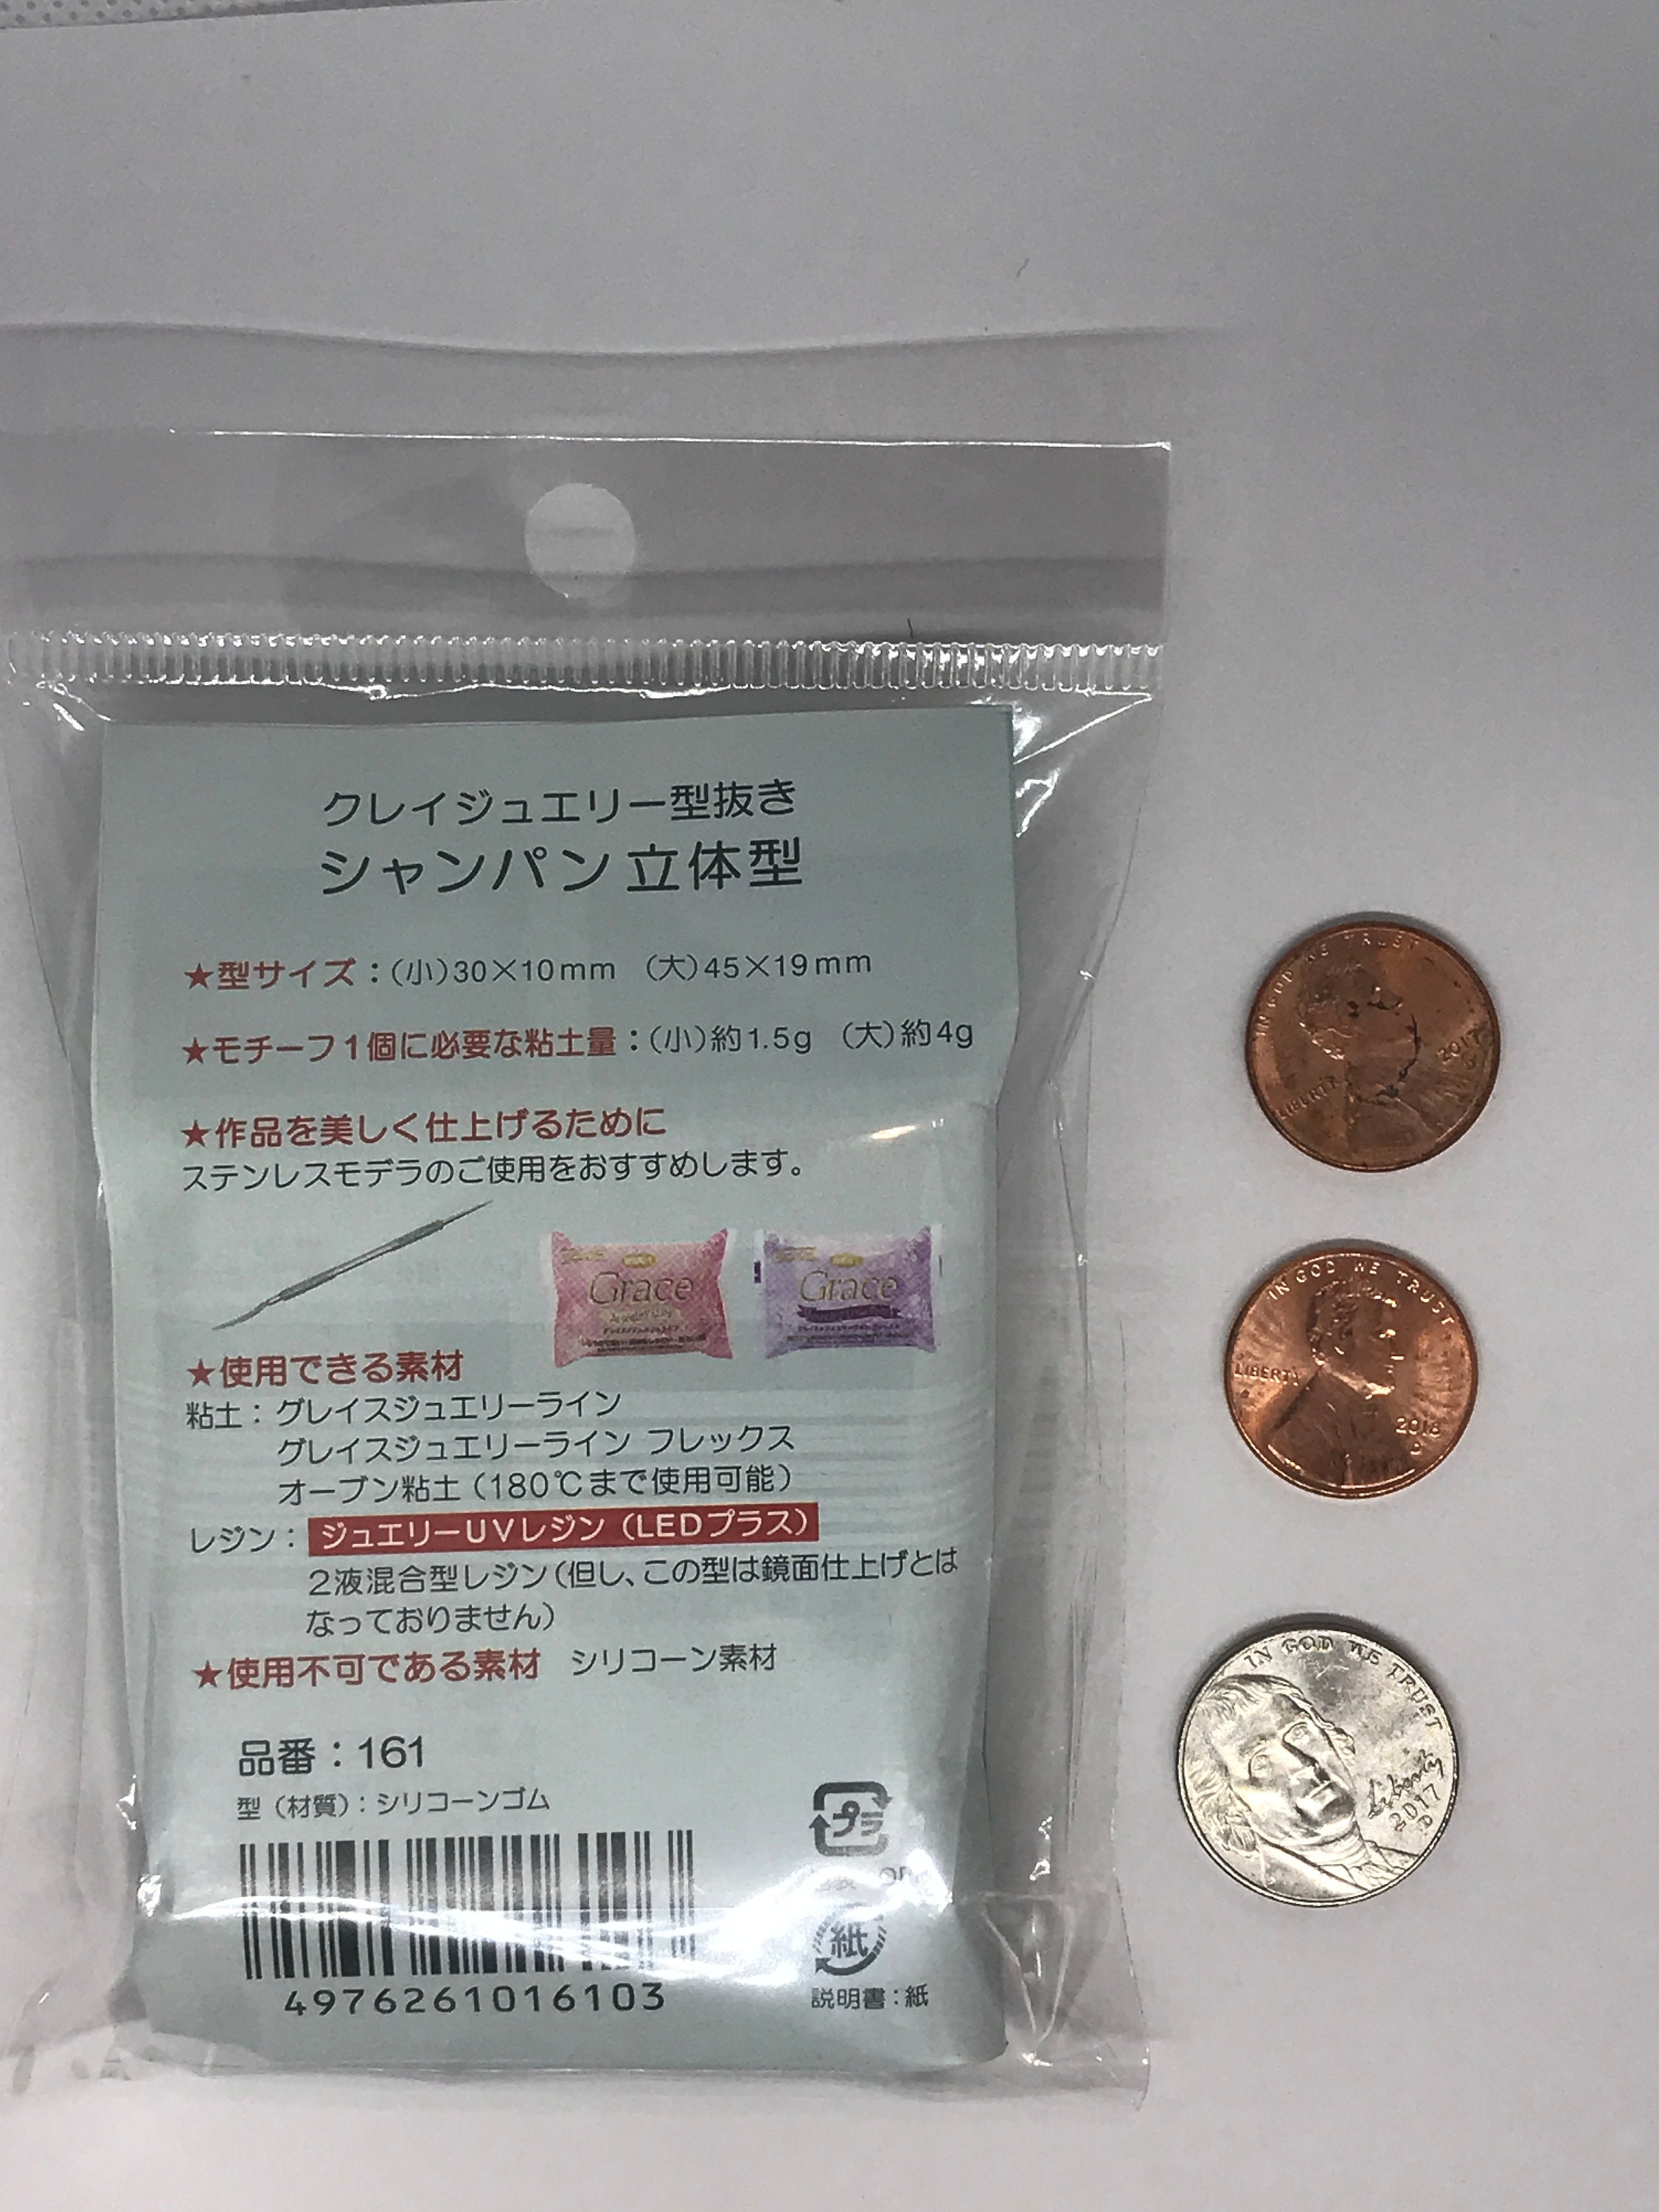 クレイジュエリー型抜き
シャンパン 立体型
★型サイズ：（小）30×10mm （大）45×19mm
★モチーフ1個に必要な粘土量：（小）約1.5g （大）約4g
★作品を美しく仕上げるために
ステンレスモデラのご使用をおすすめします。
Grace
Grace
★使用できる素材
粘土：グレイスジュエリーライン
グレイスジュエリーライン フレックス
オーブン粘土（180℃まで使用可能）
レジン：ジュエリーUVレジン（LEDプラス）
2液混合型レジン（但し、この型は鏡面仕上げとは
なっておりません）
★使用不可である素材 シリコーン素材
品番：161
型（材質）：シリコーンゴム
プラ
紙
説明書：紙
4976261016103
IN GOD WE TRUST
LIBERTY
2017
IN GOD WE TRUST
LIBERTY
2018
D
IN GOD WE TRUST
Liberty
2017
D